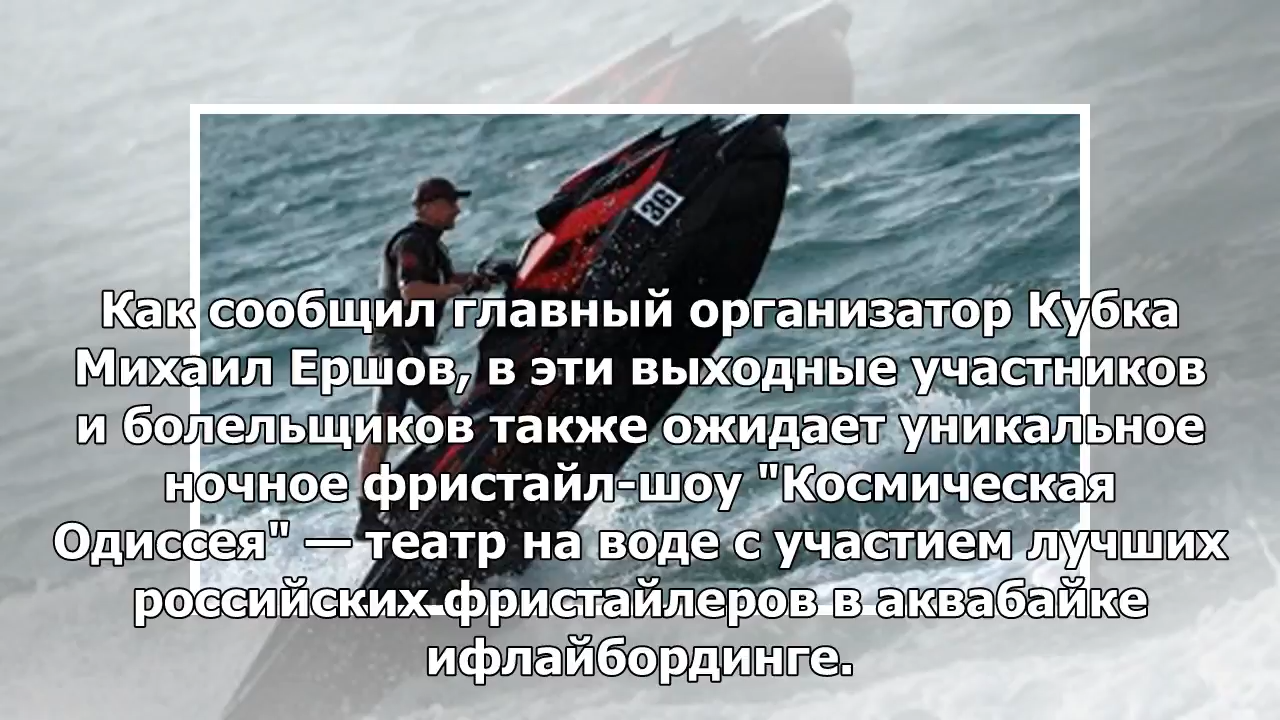 36
Как сообщил главный организатор Кубка
Михаил Ершов, в эти выходные участников
и болельщиков также ожидает уникальное
ночное фристайл-шоу "Космическая
Одиссея" — театр на воде с участием лучших
российских фристайлеров в аквабайке
ифлайбординге.